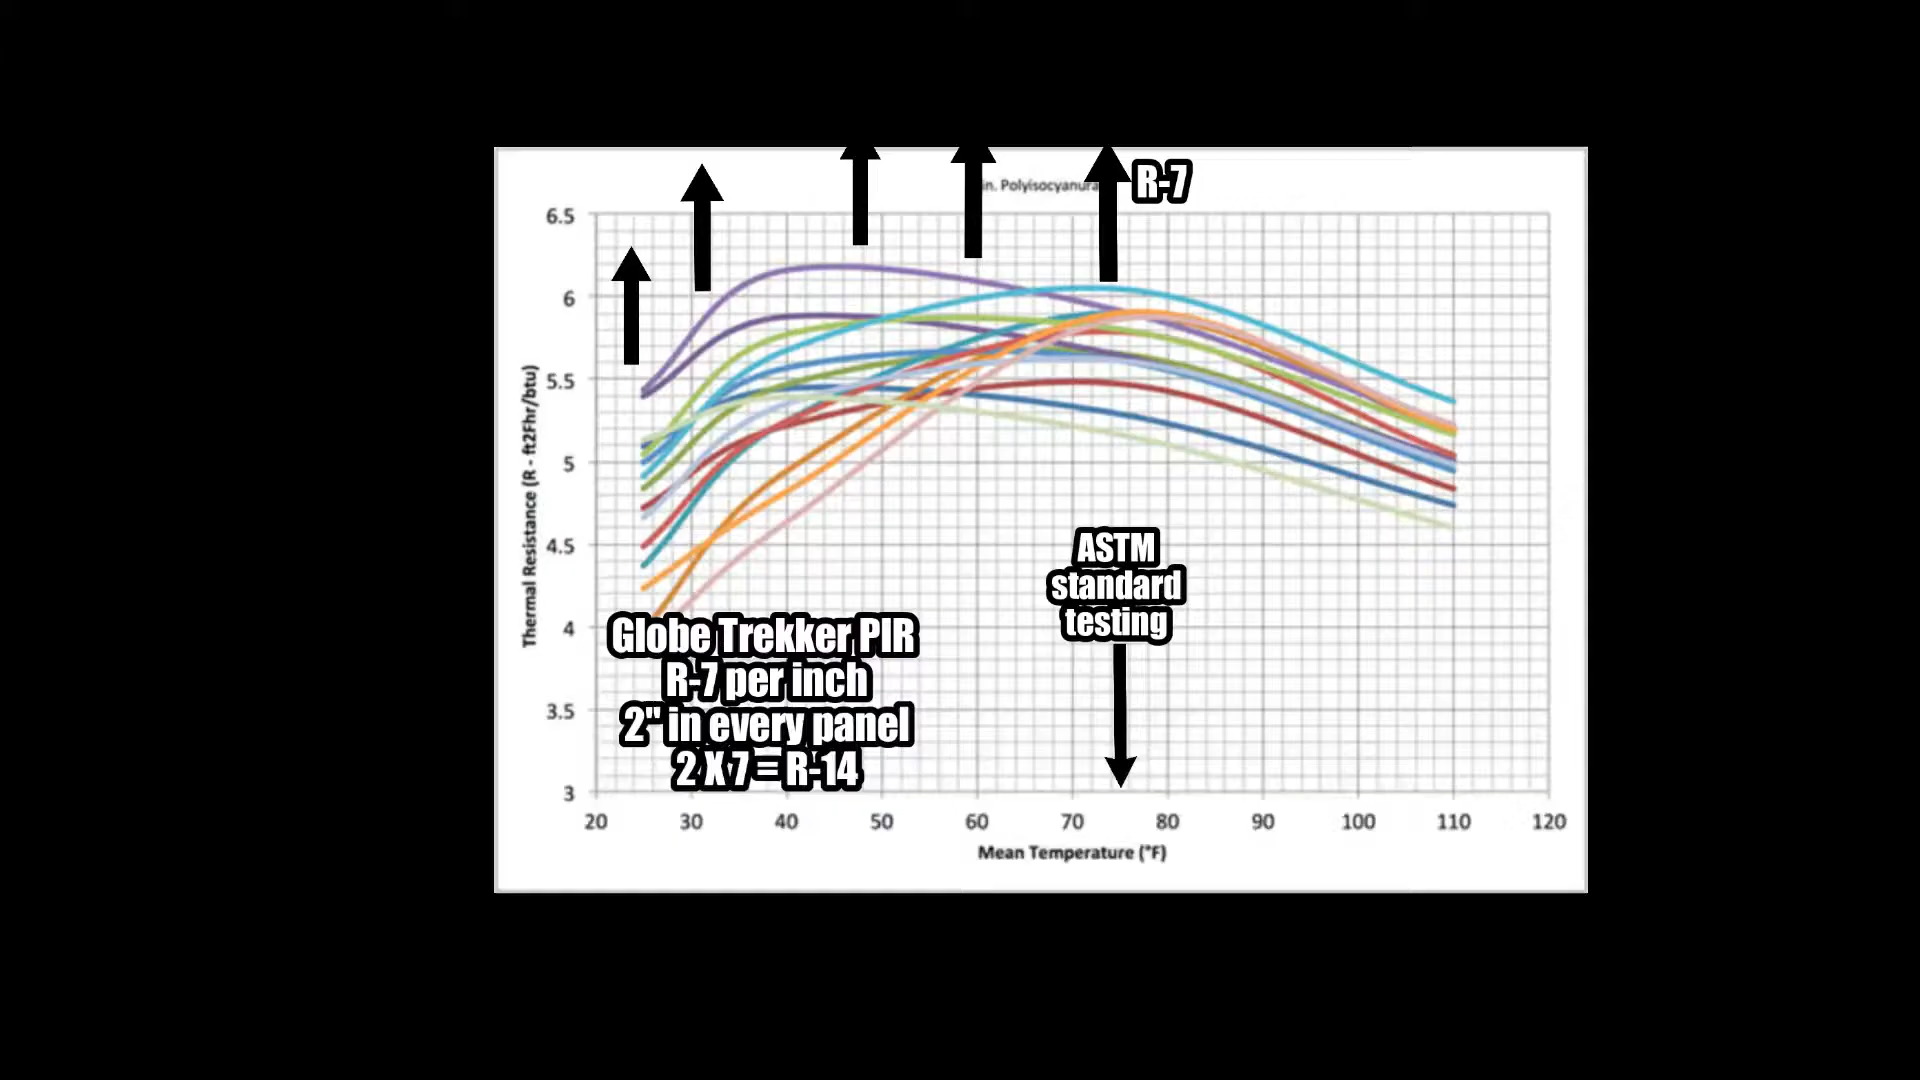 in. Polyisocyanura
R-7
6.5
6
5.5
5
4.5
4
3.5
3
Thermal Resistance (R - ft2Fhr/btu)
ASTM
standard
testing
Globe Trekker PIR
R-7 per inch
2" in every panel
2 X 7 = R-14
20 30 40 50 60 70 80 90 100 110 120
Mean Temperature (°F)